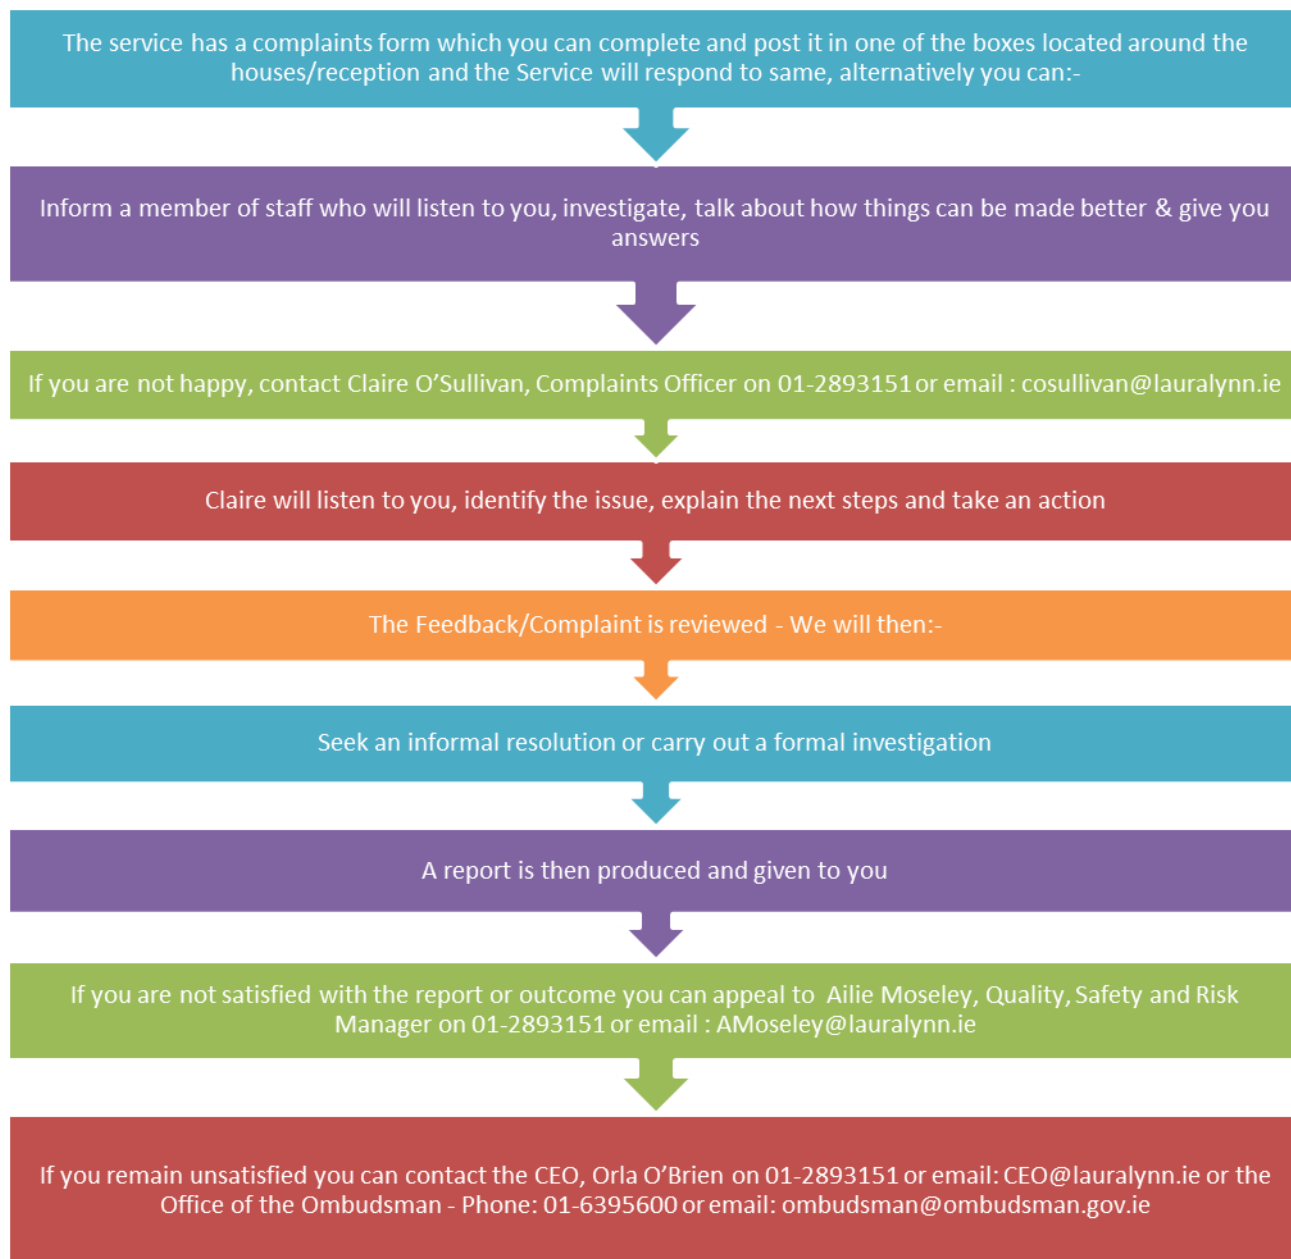 The service has a complaints form which you can complete and post it in one of the boxes located around the
houses/reception and the Service will respond to same, alternatively you can:-
Inform a member of staff who will listen to you, investigate, talk about how things can be made better & give you
answers
If you are not happy, contact Claire O’Sullivan, Complaints Officer on 01-2893151 or email : cosullivan@lauralynn.ie
Claire will listen to you, identify the issue, explain the next steps and take an action
The Feedback/Complaint is reviewed - We will then:-
Seek an informal resolution or carry out a formal investigation
A report is then produced and given to you
If you are not satisfied with the report or outcome you can appeal to  Ailie Moseley, Quality, Safety and Risk
Manager on 01-2893151 or email : AMoseley@lauralynn.ie
If you remain unsatisfied you can contact the CEO, Orla O’Brien on 01-2893151 or email: CEO@lauralynn.ie or the
Office of the Ombudsman - Phone: 01-6395600 or email: ombudsman@ombudsman.gov.ie